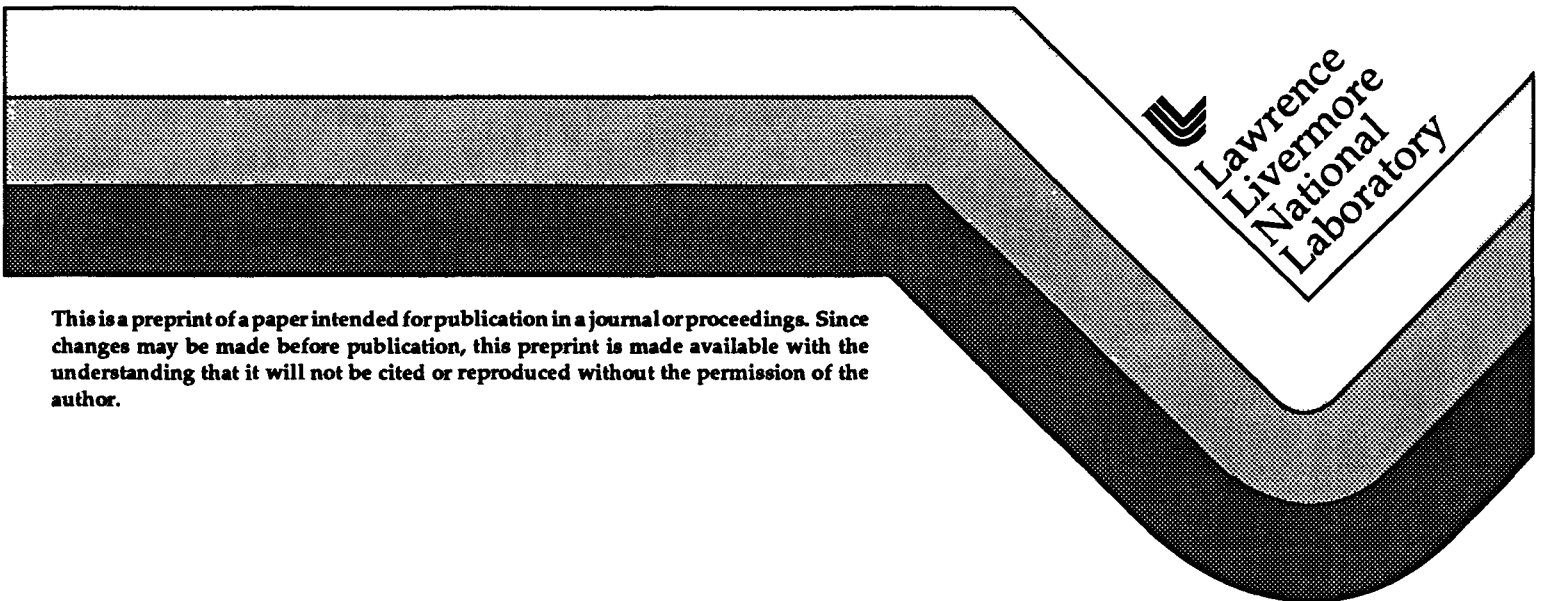 Lawrence
Livermore
National
Laboratory
This is a preprint of a paper intended for publication in a journal or proceedings. Since
changes may be made before publication, this preprint is made available with the
understanding that it will not be cited or reproduced without the permission of the
author.